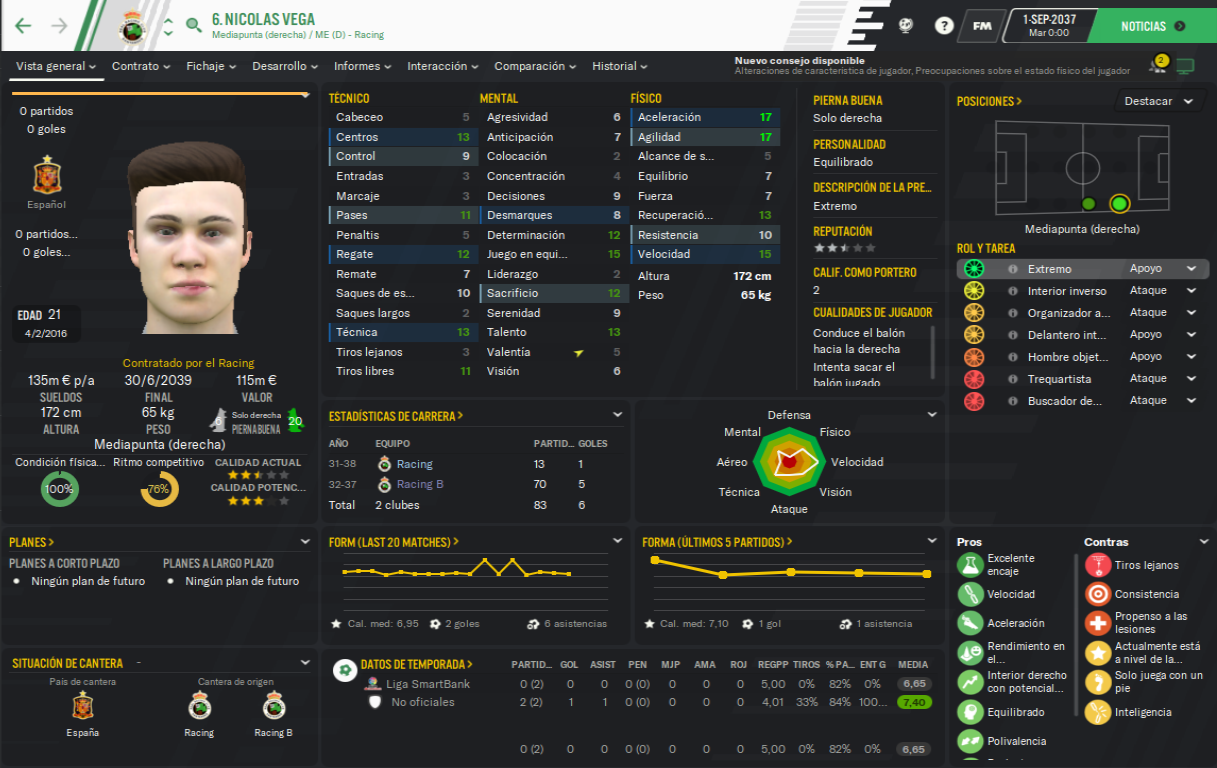 6. NICOLAS VEGA
Mediapunta (derecha) / ME (D) - Racing
?
FM
1-SEP-2037
Mar 0:00
NOTICIAS
Vista general
Contrato
Fichaje
Desarrollo
Informes
Interacción
Comparación
Historial
Nuevo consejo disponible
Alteraciones de característica de jugador, Preocupaciones sobre el estado físico del jugador
2
0 partidos
0 goles
Español
0 partidos...
0 goles...
EDAD 21
4/2/2016
Contratado por el Racing
135m € p/a 30/6/2039 115m €
SUELDOS FINAL VALOR
172 cm 65 kg 6 Solo derecha 20
ALTURA PESO PIERNA BUENA
Mediapunta (derecha)
Condición física... Ritmo competitivo CALIDAD ACTUAL
100% 76%
CALIDAD POTENC...
TÉCNICO
Cabeceo 5
Centros 13
Control 9
Entradas 3
Marcaje 3
Pases 11
Penaltis 5
Regate 12
Remate 7
Saques de es... 10
Saques largos 2
Técnica 13
Tiros lejanos 3
Tiros libres 11
MENTAL
Agresividad 6
Anticipación 7
Colocación 2
Concentración 4
Decisiones 9
Desmarques 8
Determinación 12
Juego en equi... 15
Liderazgo 2
Sacrificio 12
Serenidad 9
Talento 13
Valentía 5
Visión 6
FÍSICO
Aceleración 17
Agilidad 17
Alcance de s... 5
Equilibrio 7
Fuerza 7
Recuperació... 13
Resistencia 10
Velocidad 15
Altura 172 cm
Peso 65 kg
PIERNA BUENA
Solo derecha
PERSONALIDAD
Equilibrado
DESCRIPCIÓN DE LA PRE...
Extremo
REPUTACIÓN
CALIF. COMO PORTERO
2
CUALIDADES DE JUGADOR
Conduce el balón
hacia la derecha
Intenta sacar el
balón jugado
POSICIONES >
Destacar
Mediapunta (derecha)
ROL Y TAREA
Extremo Apoyo
Interior inverso Ataque
Organizador a... Ataque
Delantero int... Apoyo
Hombre objet... Apoyo
Trequartista Ataque
Buscador de... Ataque
ESTADÍSTICAS DE CARRERA >
AÑO EQUIPO PARTID... GOLES
31-38 Racing 13 1
32-37 Racing B 70 5
Total 2 clubes 83 6
Defensa
Mental Físico
Aéreo Velocidad
Técnica Visión
Ataque
PLANES >
PLANES A CORTO PLAZO PLANES A LARGO PLAZO
Ningún plan de futuro Ningún plan de futuro
FORM (LAST 20 MATCHES) >
Cal. med: 6,95 2 goles 6 asistencias
FORMA (ÚLTIMOS 5 PARTIDOS) >
Cal. med: 7,10 1 gol 1 asistencia
Pros
Excelente
encaje
Velocidad
Aceleración
Rendimiento en
el...
Interior derecho
con potencial...
Equilibrado
Polivalencia
Contras
Tiros lejanos
Consistencia
Propenso a las
lesiones
Actualmente está
a nivel de la...
Solo juega con un
pie
Inteligencia
SITUACIÓN DE CANTERA -
País de cantera Cantera de origen
España Racing Racing B
DATOS DE TEMPORADA > PARTID... GOL ASIST PEN MJP AMA ROJ REGPP TIROS % PA... ENT G MEDIA
Liga SmartBank 0 (2) 0 0 0 (0) 0 0 0 5,00 0% 82% 0% 6,65
No oficiales 2 (2) 1 1 0 (0) 0 0 0 4,01 33% 84% 100... 7,40
0 (2) 0 0 0 (0) 0 0 0 5,00 0% 82% 0% 6,65